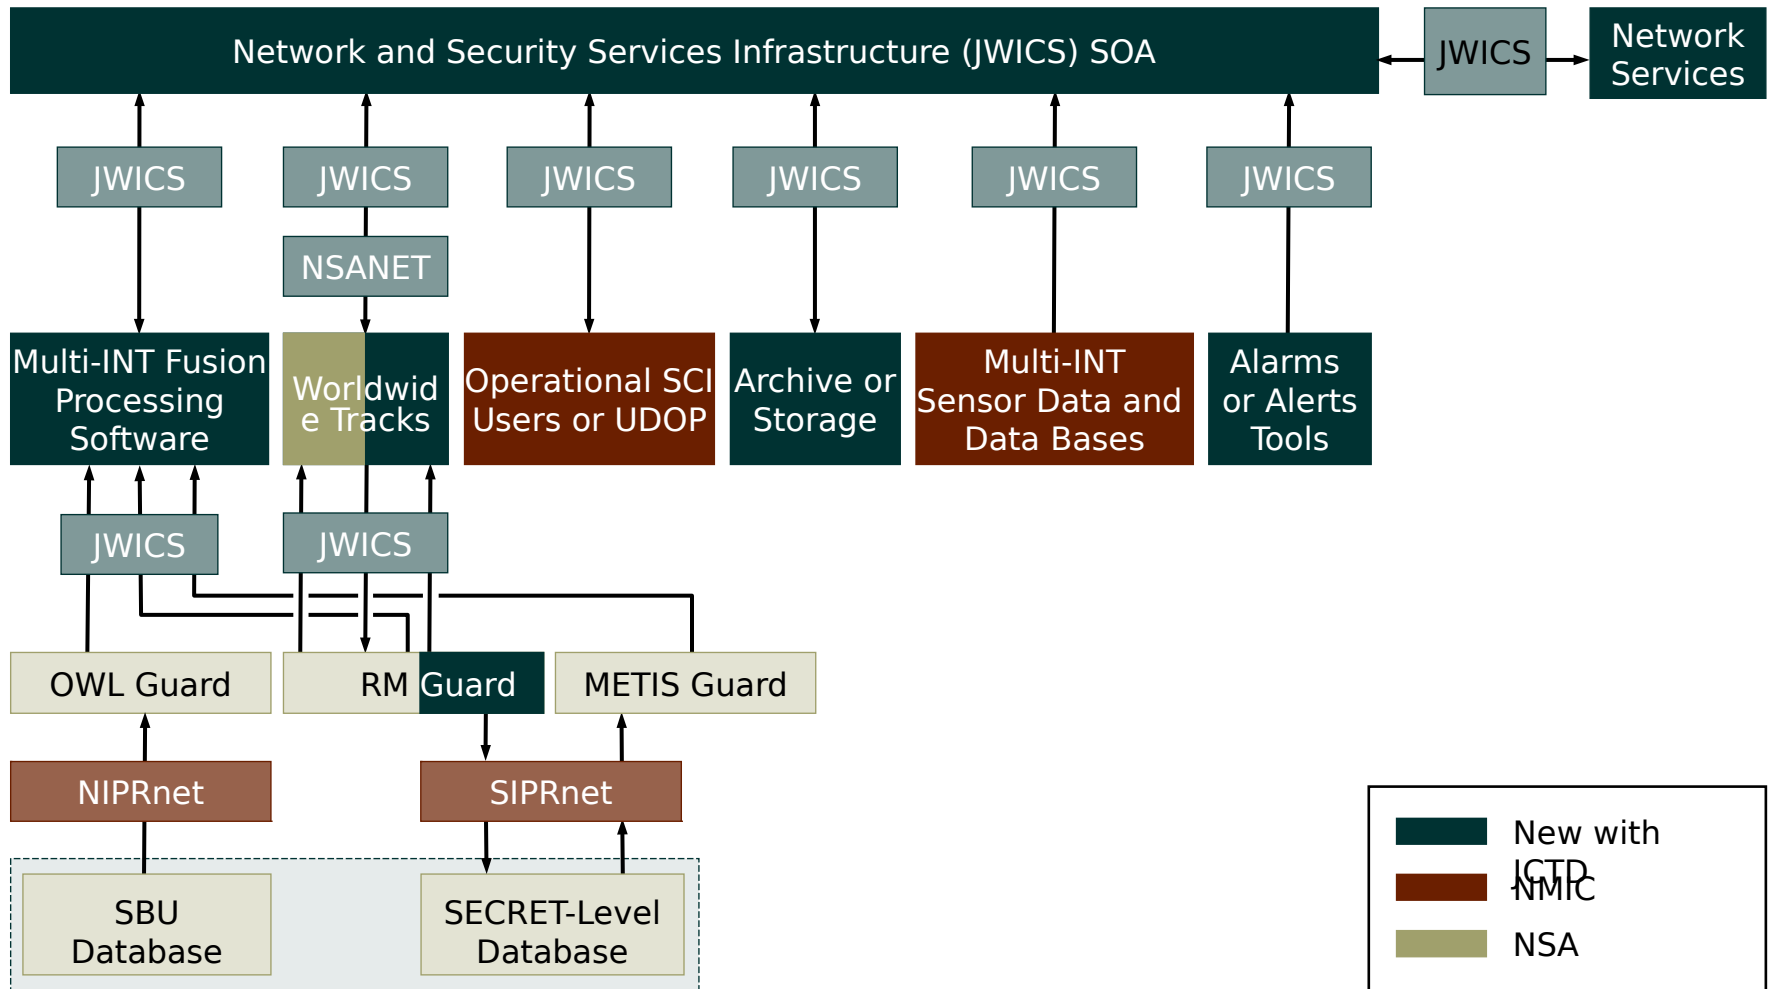 Network and Security Services Infrastructure (JWICS) SOA
JWICS
Network
Services
JWICS
JWICS
JWICS
JWICS
JWICS
JWICS
NSANET
Multi-INT Fusion
Processing
Software
Worldwid
e Tracks
Operational SCI
Users or UDOP
Archive or
Storage
Multi-INT
Sensor Data and
Data Bases
Alarms
or Alerts
Tools
JWICS
JWICS
OWL Guard
RM Guard
METIS Guard
NIPRnet
SIPRnet
SBU
Database
SECRET-Level
Database
New with
JCTD
NMIC
NSA